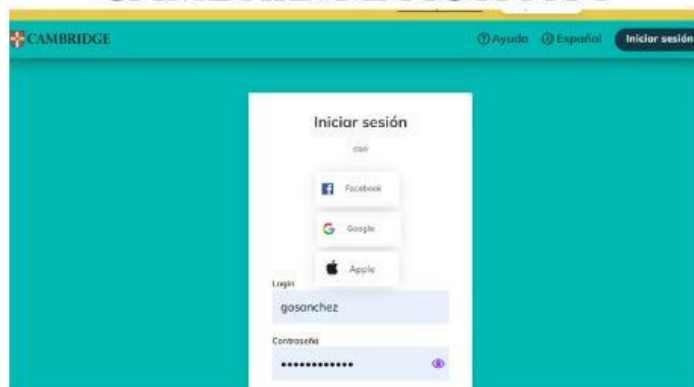 CAMBRIDGE
Ayuda Español Iniciar sesión
Iniciar sesión
con
Facebook
Google
Apple
Login
gosanchez
Contraseña
••••••••••••